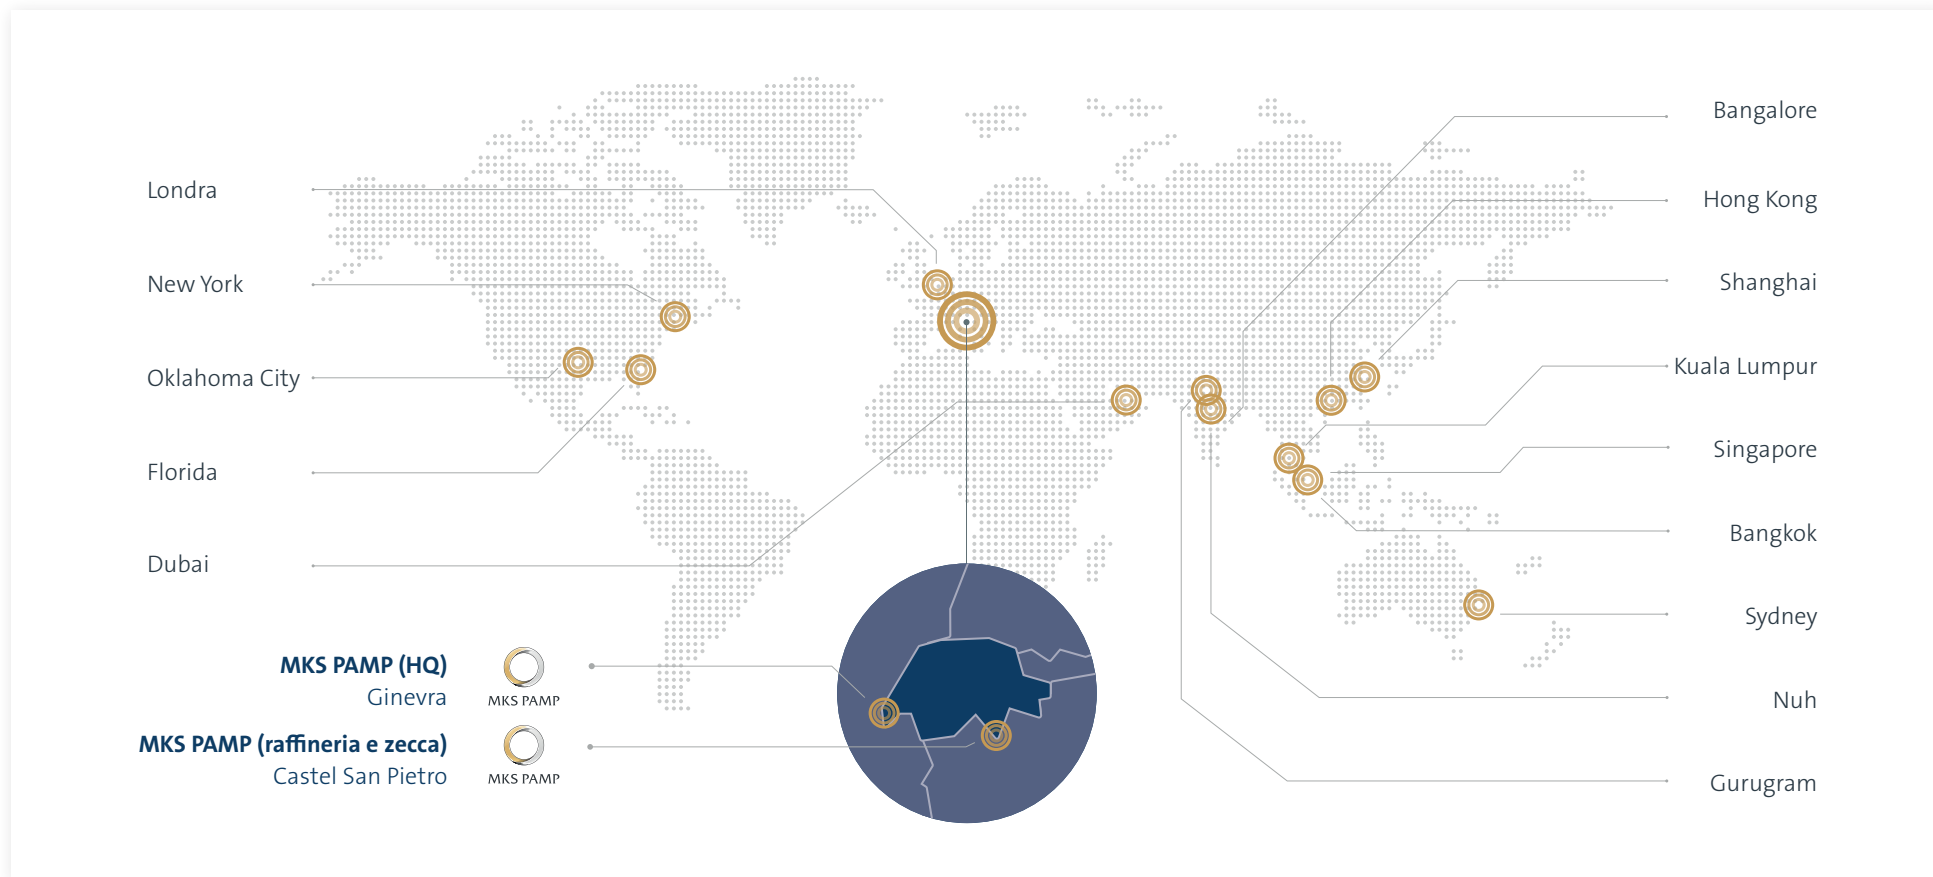 Londra
New York
Oklahoma City
Florida
Dubai
MKS PAMP (HQ)
Ginevra
MKS PAMP
MKS PAMP (raffineria e zecca)
Castel San Pietro
MKS PAMP
Bangalore
Hong Kong
Shanghai
Kuala Lumpur
Singapore
Bangkok
Sydney
Nuh
Gurugram